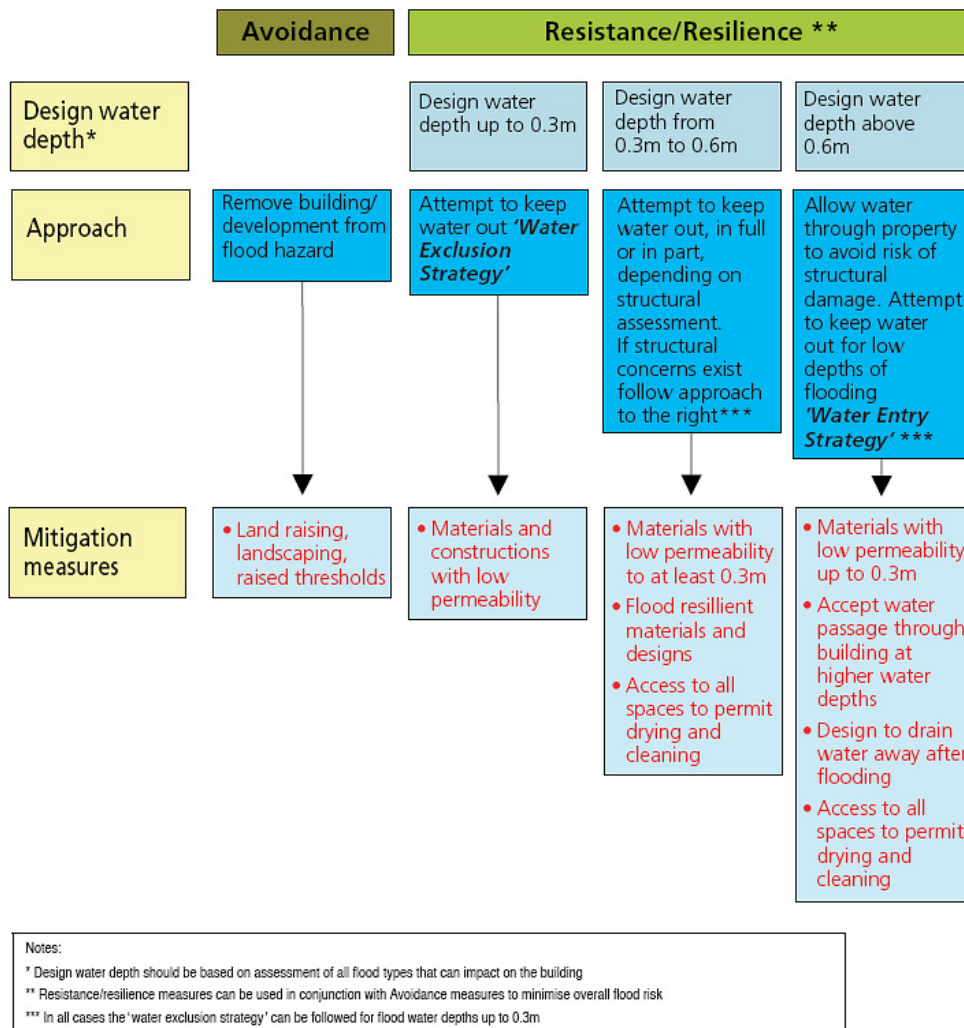 Avoidance
Resistance/Resilience **
Design water
depth*
Design water
depth up to 0.3m
Design water
depth from
0.3m to 0.6m
Design water
depth above
0.6m
Approach
Remove building/
development from
flood hazard
Attempt to keep
water out ‘Water
Exclusion
Strategy’
Attempt to keep
water out, in full
or in part,
depending on
structural
assessment.
If structural
concerns exist
follow approach
to the right***
Allow water
through property
to avoid risk of
structural
damage. Attempt
to keep water
out for low
depths of
flooding
’Water Entry
Strategy‘ ***
Mitigation
measures
• Land raising,
landscaping,
raised thresholds
• Materials and
constructions
with low
permeability
• Materials with
low permeability
to at least 0.3m
• Flood resillient
materials and
designs
• Access to all
spaces to permit
drying and
cleaning
• Materials with
low permeability
up to 0.3m
• Accept water
passage through
building at
higher water
depths
• Design to drain
water away after
flooding
• Access to all
spaces to permit
drying and
cleaning
Notes:
* Design water depth should be based on assessment of all flood types that can impact on the building
** Resistance/resilience measures can be used in conjunction with Avoidance measures to minimise overall flood risk
*** In all cases the ‘water exclusion strategy’ can be followed for flood water depths up to 0.3m